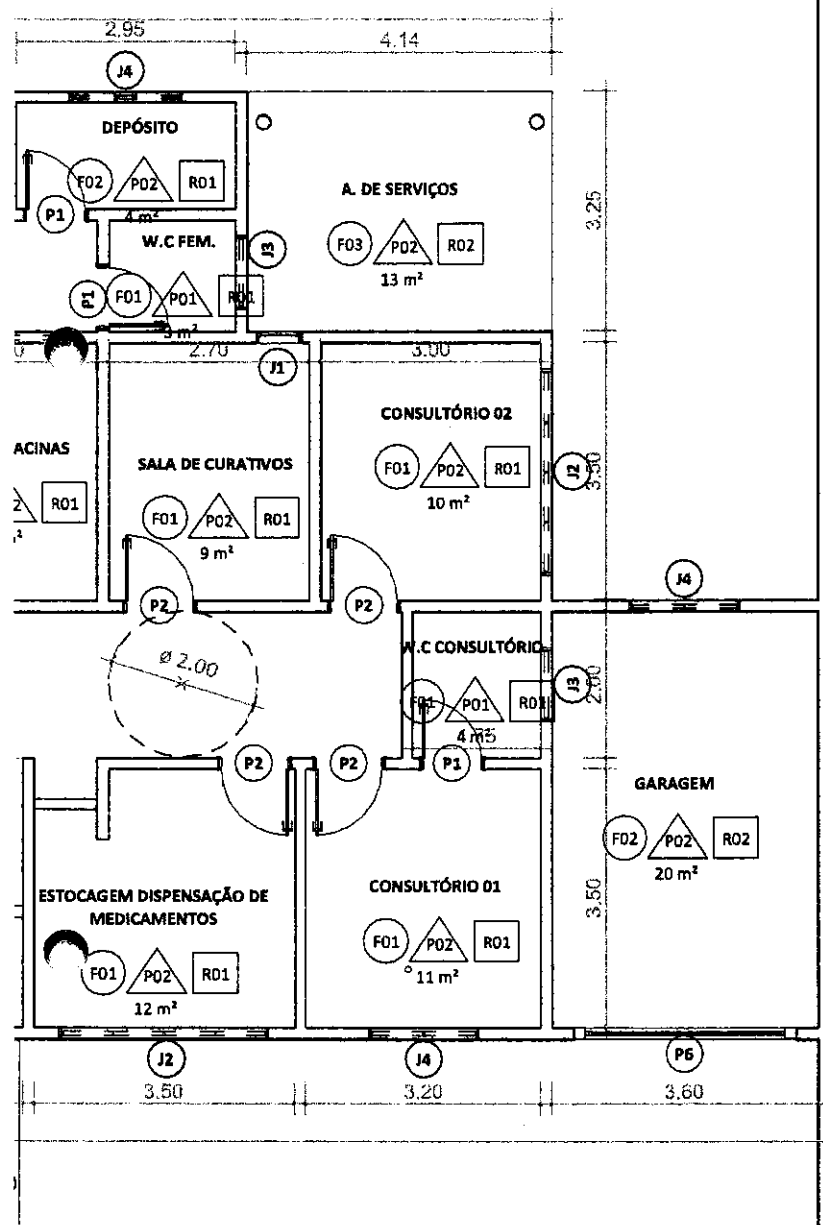 2.95
4.14
J4
DEPÓSITO
F02 P02 R01
4 m²
P1
A. DE SERVIÇOS
F03 P02 R02
13 m²
3.25
W.C FEM.
J3
P1
F01 P01 R01
2.70
3.00
J1
CONSULTÓRIO 02
F01 P02 R01
10 m²
J2
3.50
ACINAS
R01
SALA DE CURATIVOS
F01 P02 R01
9 m²
P2
P2
J4
ø 2.00
W.C CONSULTÓRIO
F01 P01 R01
4 m²
J3
2.00
P2
P2
P1
GARAGEM
F02 P02 R02
20 m²
3.50
ESTOCAGEM DISPENSAÇÃO DE
MEDICAMENTOS
F01 P02 R01
12 m²
CONSULTÓRIO 01
F01 P02 R01
11 m²
J2
J4
P6
3.50
3.20
3.60